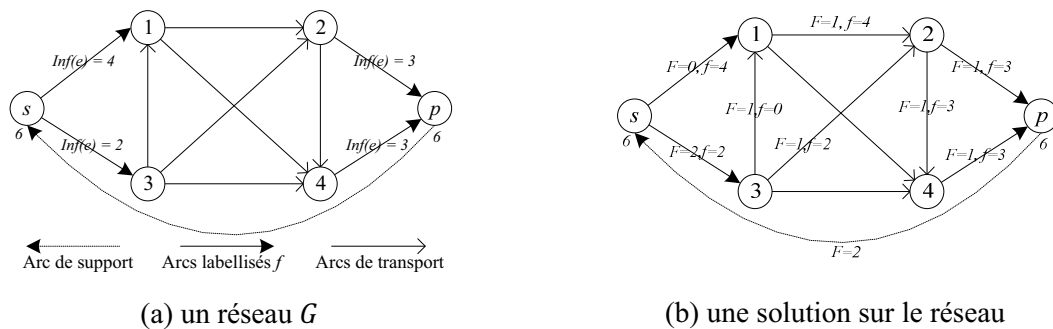 1
2
Inf(e) = 4
Inf(e) = 3
s
6
p
6
Inf(e) = 2
Inf(e) = 3
3
4
Arc de support
Arcs labellisés f
Arcs de transport
(a) un réseau G
1
F=1, f=4
2
F=0, f=4
F=1, f=3
s
6
F=1,f=0
F=1,f=3
p
6
F=2,f=2
F=1,f=2
F=1, f=3
3
4
F=2
(b) une solution sur le réseau